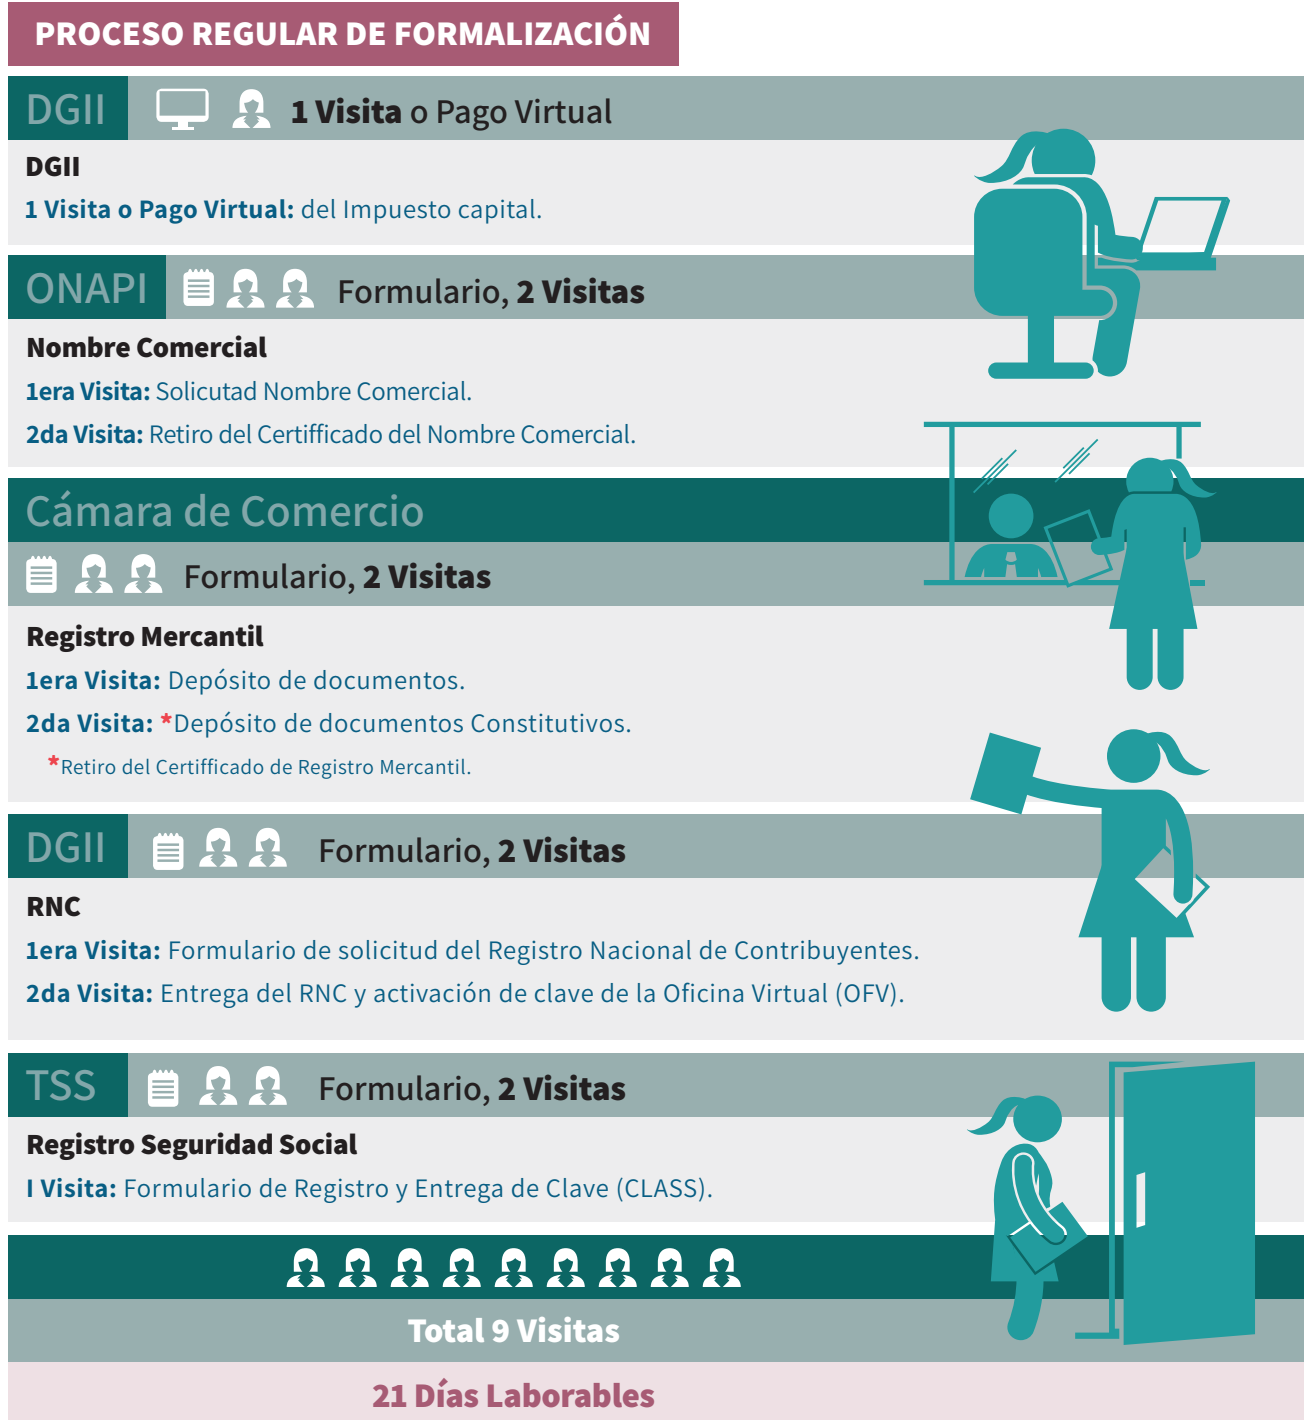 PROCESO REGULAR DE FORMALIZACIÓN
DGII 1 Visita o Pago Virtual
DGII
1 Visita o Pago Virtual: del Impuesto capital.
ONAPI Formulario, 2 Visitas
Nombre Comercial
1era Visita: Solicutad Nombre Comercial.
2da Visita: Retiro del Certifficado del Nombre Comercial.
Cámara de Comercio
Formulario, 2 Visitas
Registro Mercantil
1era Visita: Depósito de documentos.
2da Visita: *Depósito de documentos Constitutivos.
*Retiro del Certifficado de Registro Mercantil.
DGII Formulario, 2 Visitas
RNC
1era Visita: Formulario de solicitud del Registro Nacional de Contribuyentes.
2da Visita: Entrega del RNC y activación de clave de la Oficina Virtual (OFV).
TSS Formulario, 2 Visitas
Registro Seguridad Social
I Visita: Formulario de Registro y Entrega de Clave (CLASS).
Total 9 Visitas
21 Días Laborables